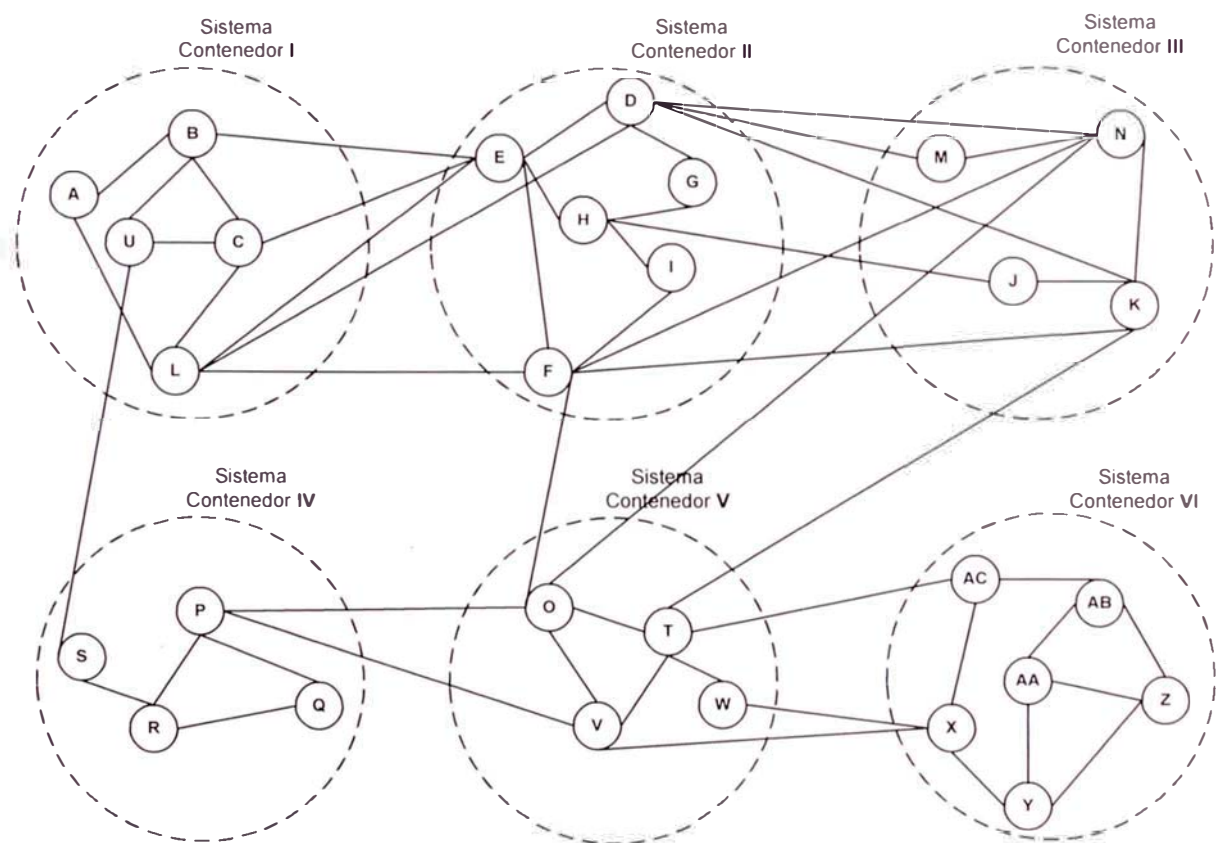 Sistema
Contenedor I
Sistema
Contenedor II
Sistema
Contenedor III
B
A
U
C
L
D
E
G
H
I
F
N
M
J
K
Sistema
Contenedor IV
Sistema
Contenedor V
Sistema
Contenedor VI
P
S
Q
R
O
T
W
V
AC
AB
AA
Z
X
Y